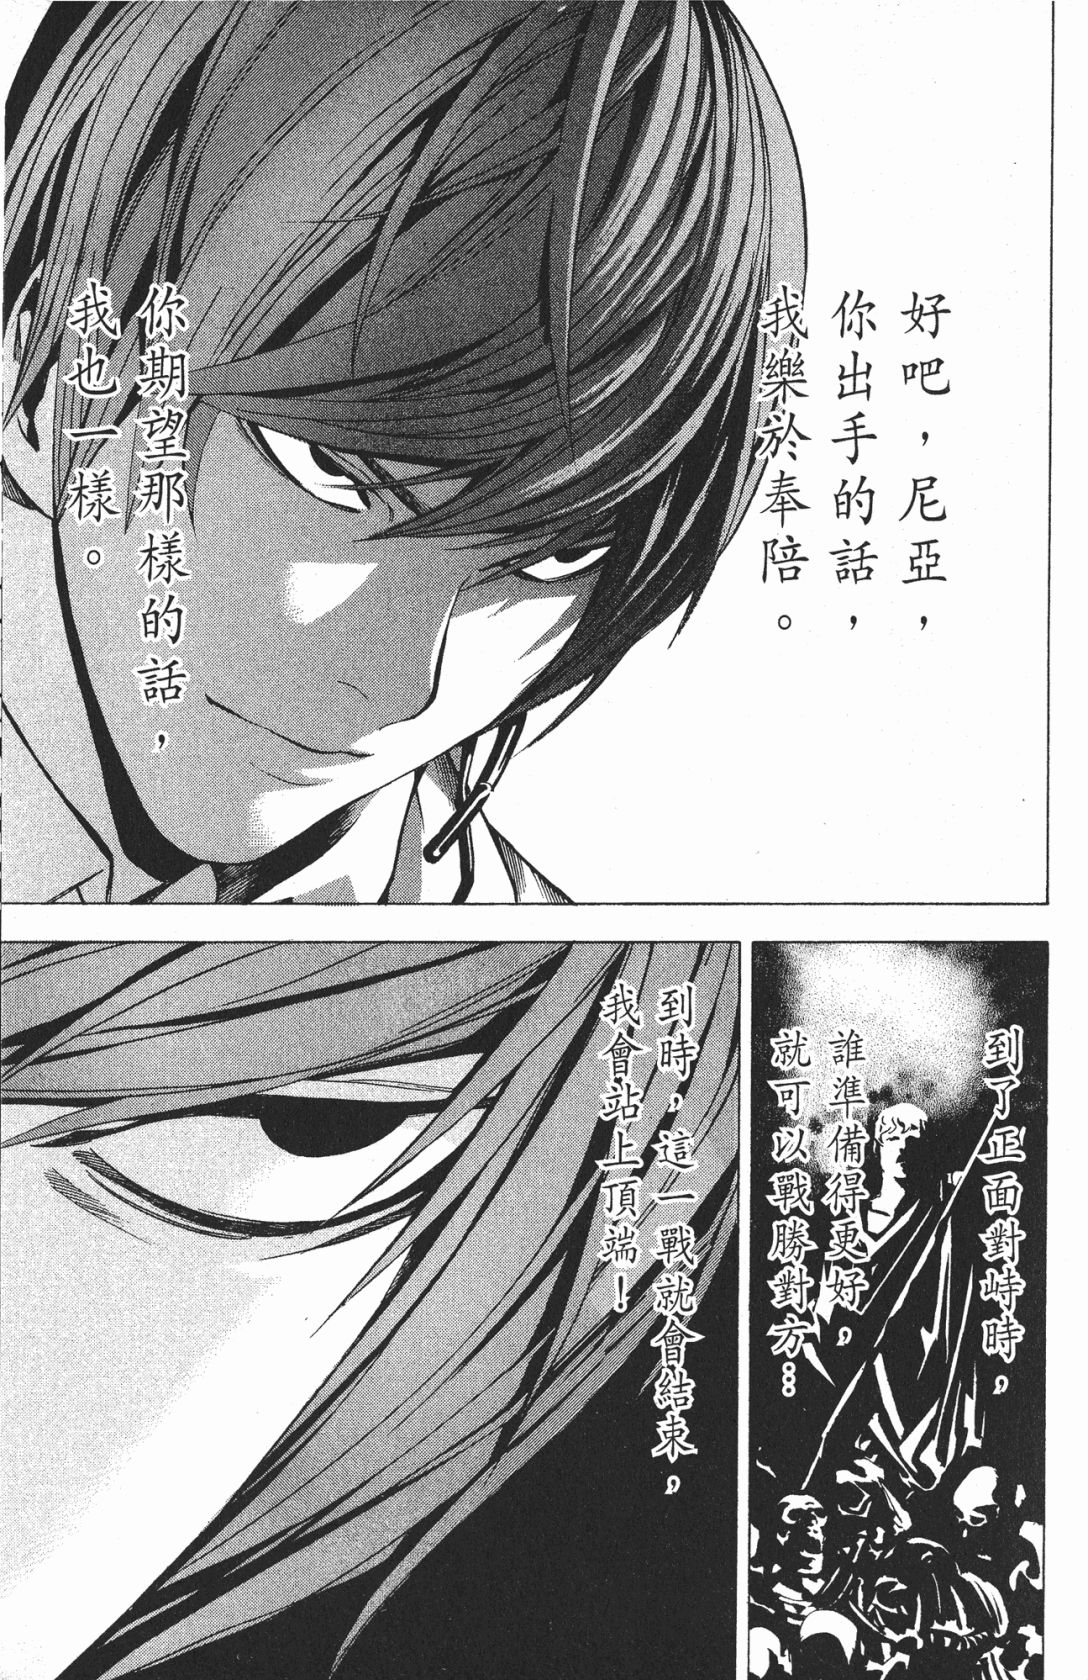 好吧，尼亞，
你出手的話，
我樂於奉陪。
你期望那樣的話，
我也一樣。
到了正面對峙時，
誰準備得更好，
就可以戰勝對方…
到時，這一戰就會結束，
我會站上頂端！